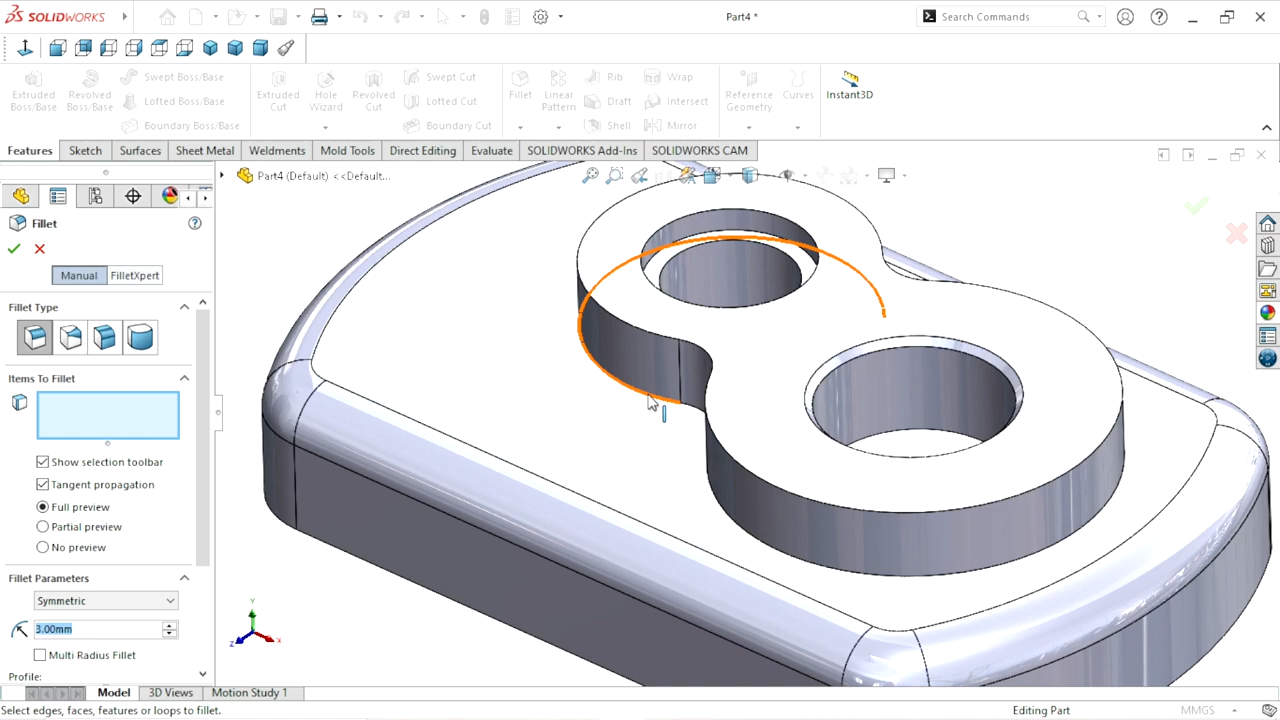 SOLIDWORKS
Part4 *
Search Commands
Extruded Boss/Base
Revolved Boss/Base
Swept Boss/Base
Lofted Boss/Base
Boundary Boss/Base
Extruded Cut
Hole Wizard
Revolved Cut
Swept Cut
Lofted Cut
Boundary Cut
Fillet
Linear Pattern
Rib
Draft
Shell
Wrap
Intersect
Mirror
Reference Geometry
Curves
Instant3D
Features
Sketch
Surfaces
Sheet Metal
Weldments
Mold Tools
Direct Editing
Evaluate
SOLIDWORKS Add-Ins
SOLIDWORKS CAM
Part4 (Default) <<Default...
Fillet
Manual
FilletXpert
Fillet Type
Items To Fillet
Show selection toolbar
Tangent propagation
Full preview
Partial preview
No preview
Fillet Parameters
Symmetric
3.00mm
Multi Radius Fillet
Profile:
Y
Z
X
Model
3D Views
Motion Study 1
Select edges, faces, features or loops to fillet.
Editing Part
MMGS